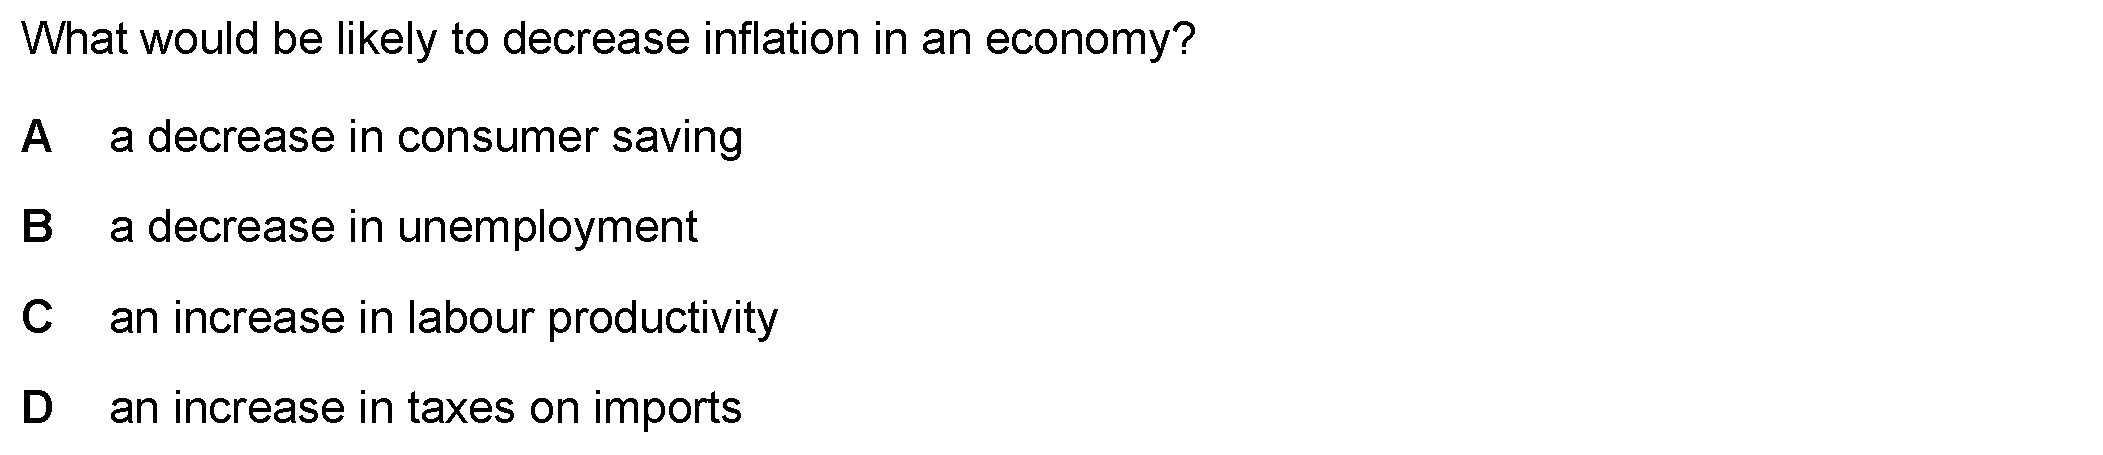 What would be likely to decrease inflation in an economy?
A a decrease in consumer saving
B a decrease in unemployment
C an increase in labour productivity
D an increase in taxes on imports